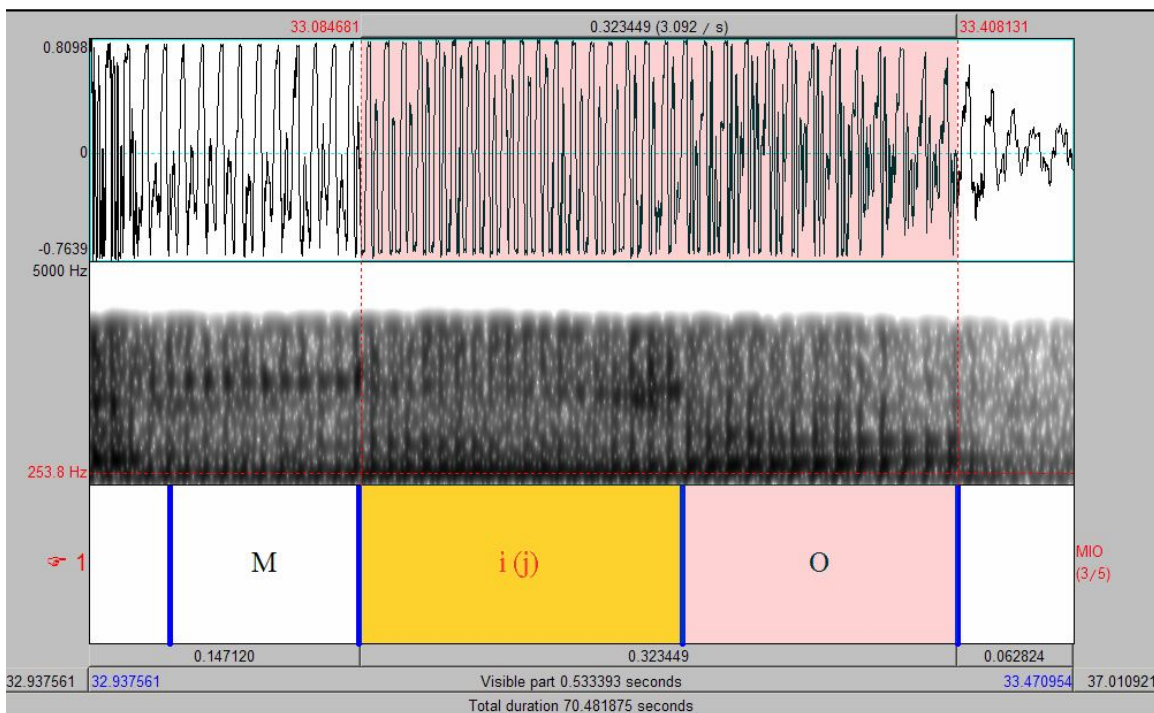 33.084681 0.323449 (3.092 / s) 33.408131
0.8098
0
-0.7639
5000 Hz
253.8 Hz
☞ 1 M i (j) O MIO
(3/5)
0.147120 0.323449 0.062824
32.937561 32.937561 Visible part 0.533393 seconds 33.470954 37.010921
Total duration 70.481875 seconds